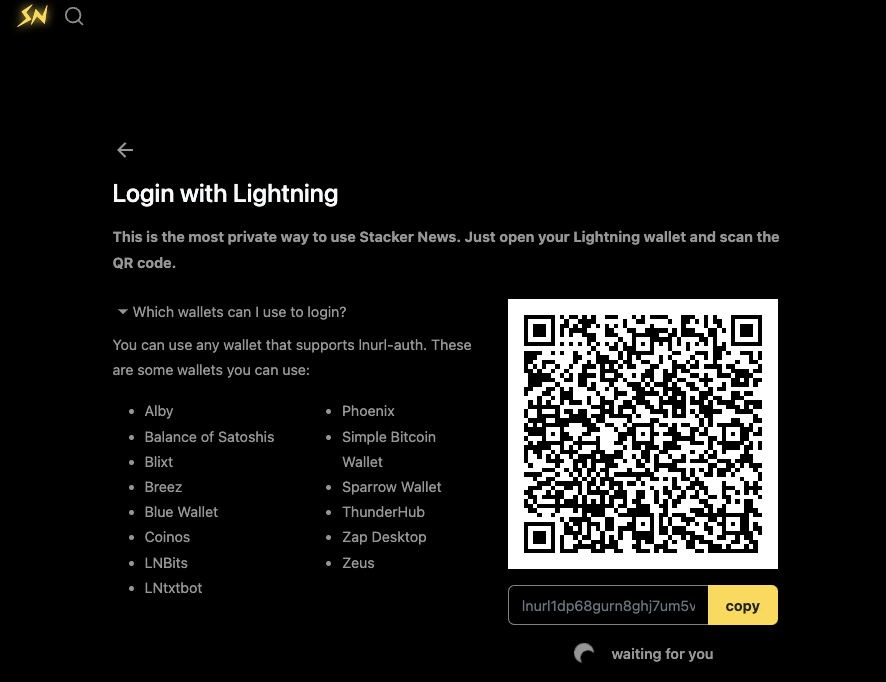 SN
Login with Lightning
This is the most private way to use Stacker News. Just open your Lightning wallet and scan the
QR code.
Which wallets can I use to login?
You can use any wallet that supports lnurl-auth. These
are some wallets you can use:
Alby
Balance of Satoshis
Blixt
Breez
Blue Wallet
Coinos
LNBits
LNtxtbot
Phoenix
Simple Bitcoin
Wallet
Sparrow Wallet
ThunderHub
Zap Desktop
Zeus
lnurl1dp68gurn8ghj7um5v
copy
waiting for you